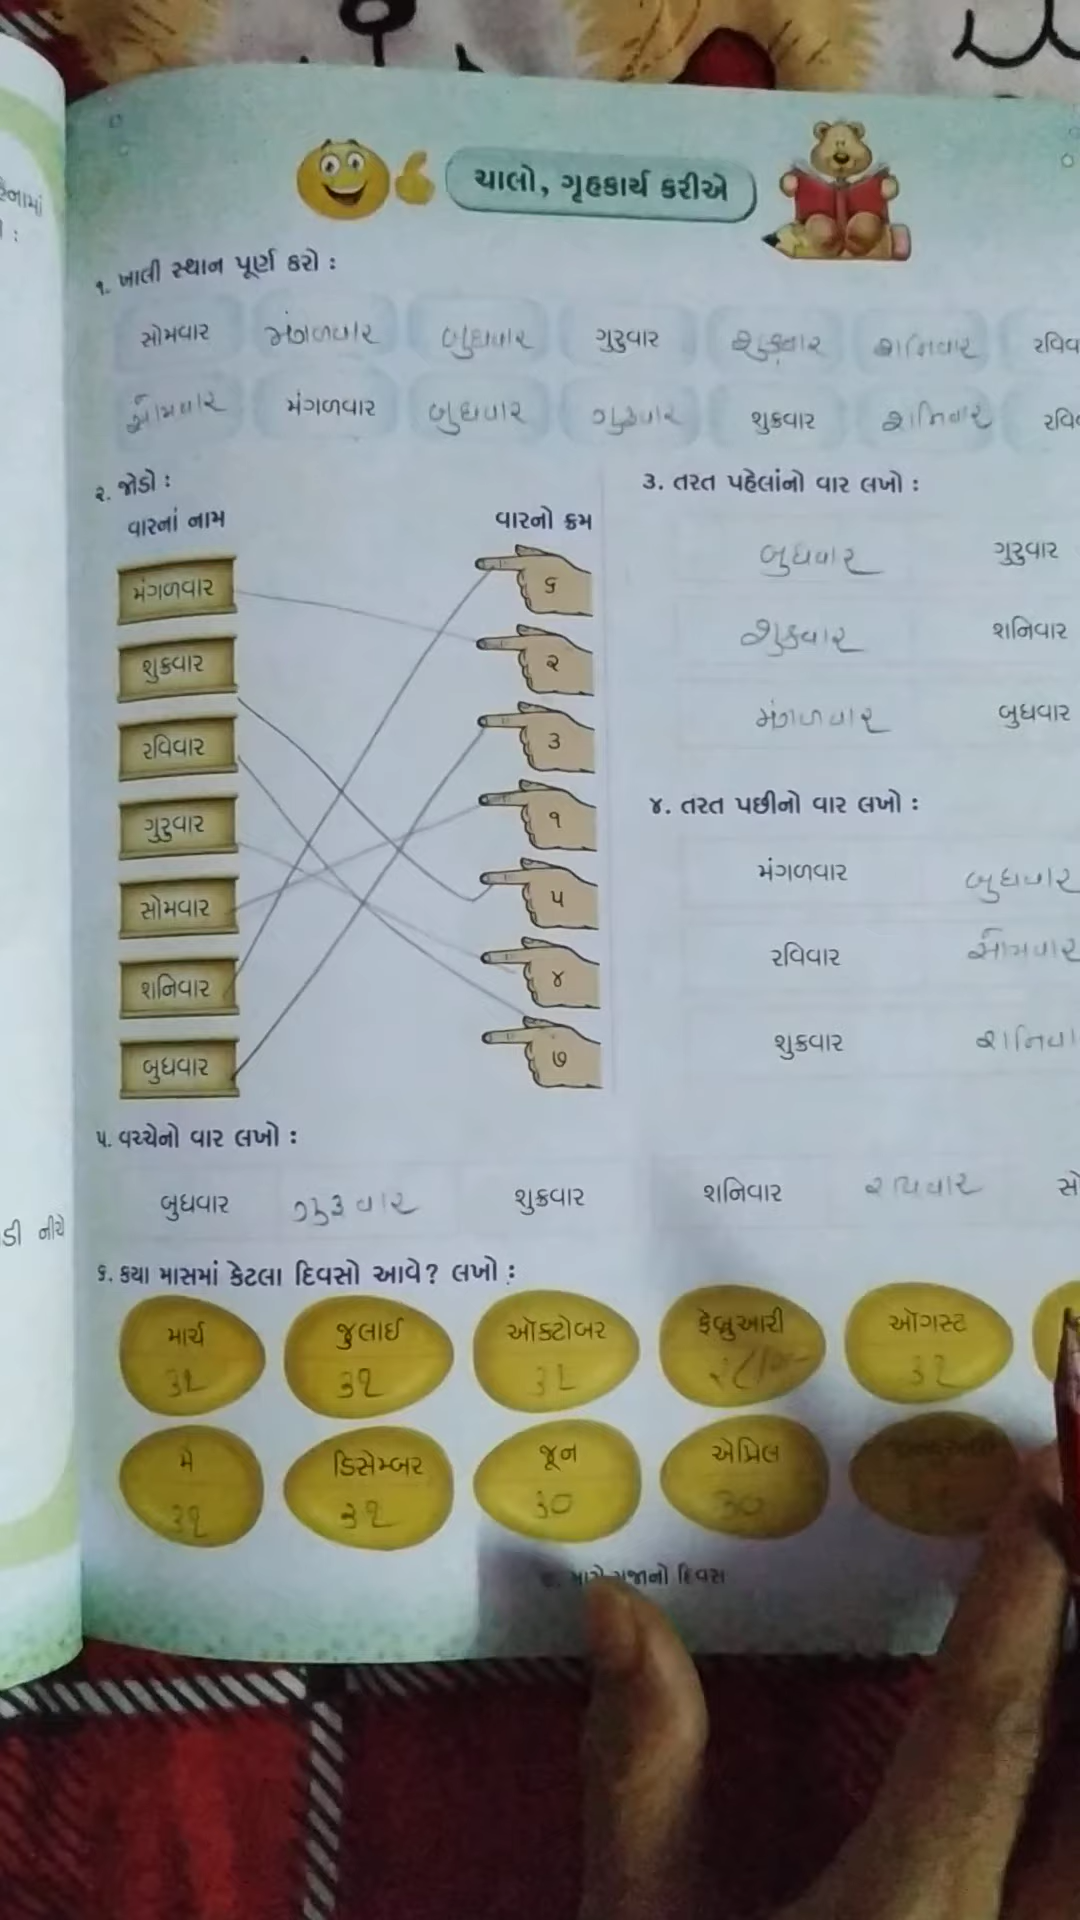 ચાલો, ગૃહકાર્ય કરીએ
૧. ખાલી સ્થાન પૂર્ણ કરો :
સોમવાર મંગળવાર બુધવાર ગુરુવાર શુક્રવાર શનિવાર
સોમવાર મંગળવાર બુધવાર ગુરૂવાર શુક્રવાર શનિવાર
૨. જોડો :
વારનાં નામ વારનો ક્રમ
મંગળવાર ૬
શુક્રવાર ૨
રવિવાર ૩
ગુરુવાર ૧
સોમવાર ૫
શનિવાર ૪
બુધવાર ૭
૩. તરત પહેલાંનો વાર લખો :
બુધવાર ગુરુવાર
શુક્રવાર શનિવાર
મંગળવાર બુધવાર
૪. તરત પછીનો વાર લખો :
મંગળવાર બુધવાર
રવિવાર સોમવાર
શુક્રવાર
૫. વચ્ચેનો વાર લખો :
બુધવાર ગુરૂવાર શુક્રવાર શનિવાર
૬. કયા માસમાં કેટલા દિવસો આવે? લખો :
માર્ચ જુલાઈ ઑક્ટોબર ફેબ્રુઆરી ઑગસ્ટ
૩૧ ૩૧ ૩૧ ૩૧
મે ડિસેમ્બર જૂન એપ્રિલ
૩૧ ૩૧ ૩૦ ૩૦
દિવસ
નીચે